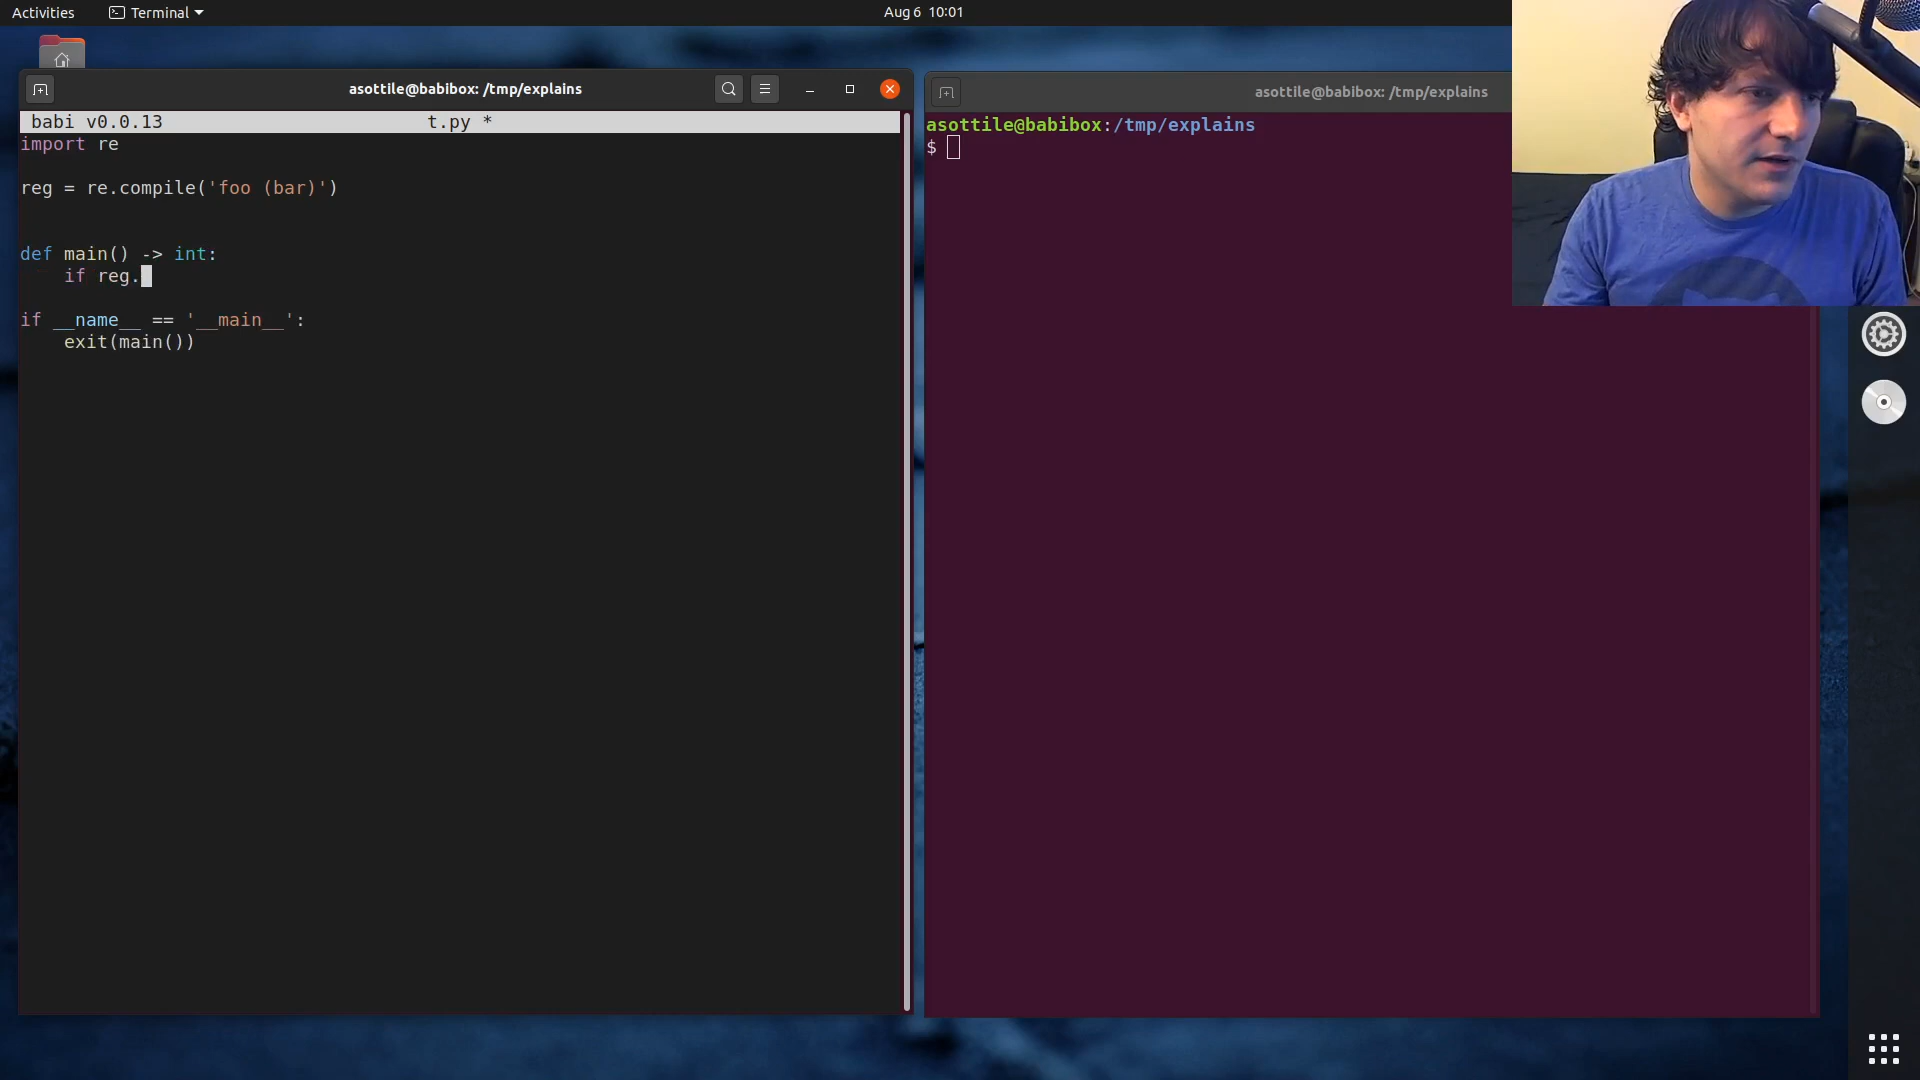 Activities
Terminal
Aug 6 10:01
asottile@babibox: /tmp/explains
babi v0.0.13 t.py *
import re
reg = re.compile('foo (bar)')
def main() -> int:
    if reg.
if __name__ == '__main__':
    exit(main())
asottile@babibox: /tmp/explains
asottile@babibox:/tmp/explains
$